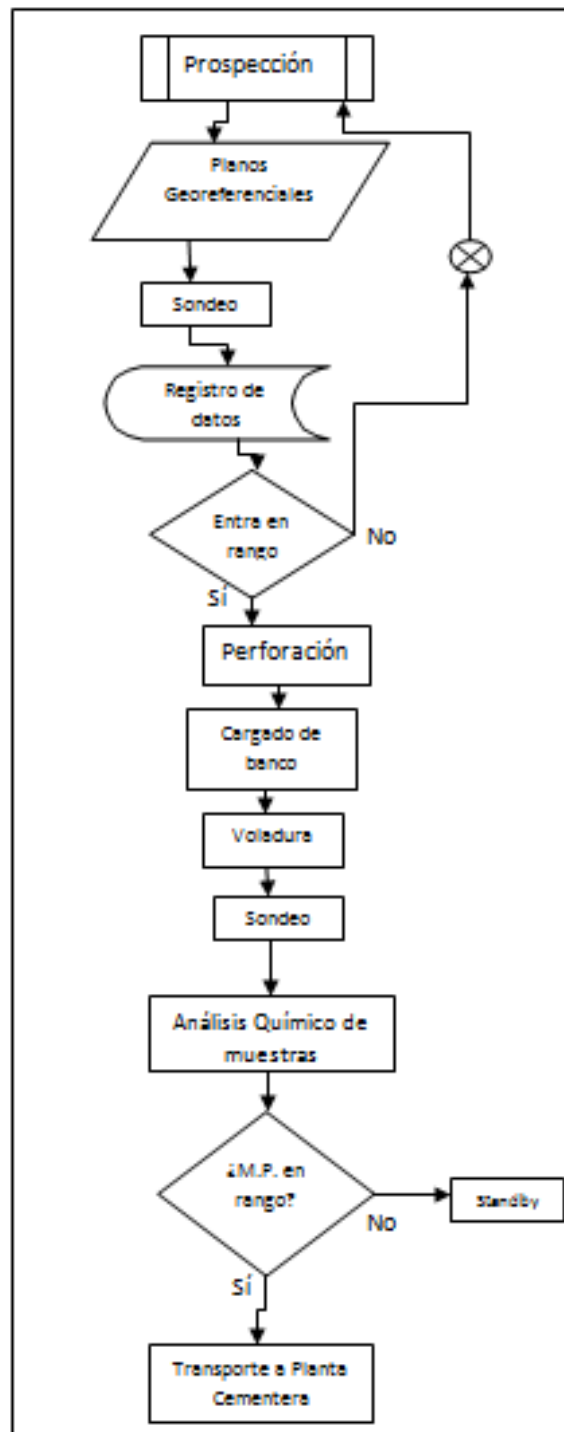 Prospección
Planos
Georeferenciales
Sondeo
Registro de
datos
Entra en
rango
No
Sí
Perforación
Cargado de
banco
Voladura
Sondeo
Análisis Químico de
muestras
¿M.P. en
rango?
No
Standby
Sí
Transporte a Planta
Cementera